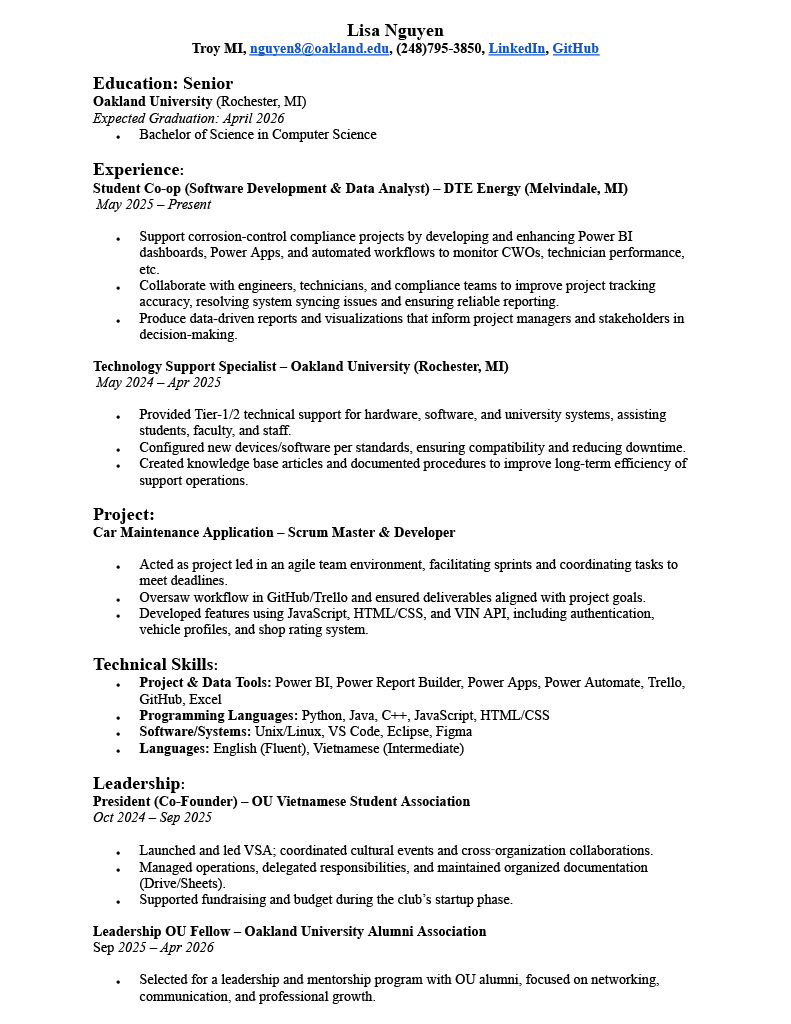 Lisa Nguyen
Troy MI, nguyen8@oakland.edu, (248)795-3850, LinkedIn, GitHub
Education: Senior
Oakland University (Rochester, MI)
Expected Graduation: April 2026
• Bachelor of Science in Computer Science
Experience:
Student Co-op (Software Development & Data Analyst) – DTE Energy (Melvindale, MI)
May 2025 – Present
• Support corrosion-control compliance projects by developing and enhancing Power BI
dashboards, Power Apps, and automated workflows to monitor CWOs, technician performance,
etc.
• Collaborate with engineers, technicians, and compliance teams to improve project tracking
accuracy, resolving system syncing issues and ensuring reliable reporting.
• Produce data-driven reports and visualizations that inform project managers and stakeholders in
decision-making.
Technology Support Specialist – Oakland University (Rochester, MI)
May 2024 – Apr 2025
• Provided Tier-1/2 technical support for hardware, software, and university systems, assisting
students, faculty, and staff.
• Configured new devices/software per standards, ensuring compatibility and reducing downtime.
• Created knowledge base articles and documented procedures to improve long-term efficiency of
support operations.
Project:
Car Maintenance Application – Scrum Master & Developer
• Acted as project led in an agile team environment, facilitating sprints and coordinating tasks to
meet deadlines.
• Oversaw workflow in GitHub/Trello and ensured deliverables aligned with project goals.
• Developed features using JavaScript, HTML/CSS, and VIN API, including authentication,
vehicle profiles, and shop rating system.
Technical Skills:
• Project & Data Tools: Power BI, Power Report Builder, Power Apps, Power Automate, Trello,
GitHub, Excel
• Programming Languages: Python, Java, C++, JavaScript, HTML/CSS
• Software/Systems: Unix/Linux, VS Code, Eclipse, Figma
• Languages: English (Fluent), Vietnamese (Intermediate)
Leadership:
President (Co-Founder) – OU Vietnamese Student Association
Oct 2024 – Sep 2025
• Launched and led VSA; coordinated cultural events and cross-organization collaborations.
• Managed operations, delegated responsibilities, and maintained organized documentation
(Drive/Sheets).
• Supported fundraising and budget during the club’s startup phase.
Leadership OU Fellow – Oakland University Alumni Association
Sep 2025 – Apr 2026
• Selected for a leadership and mentorship program with OU alumni, focused on networking,
communication, and professional growth.